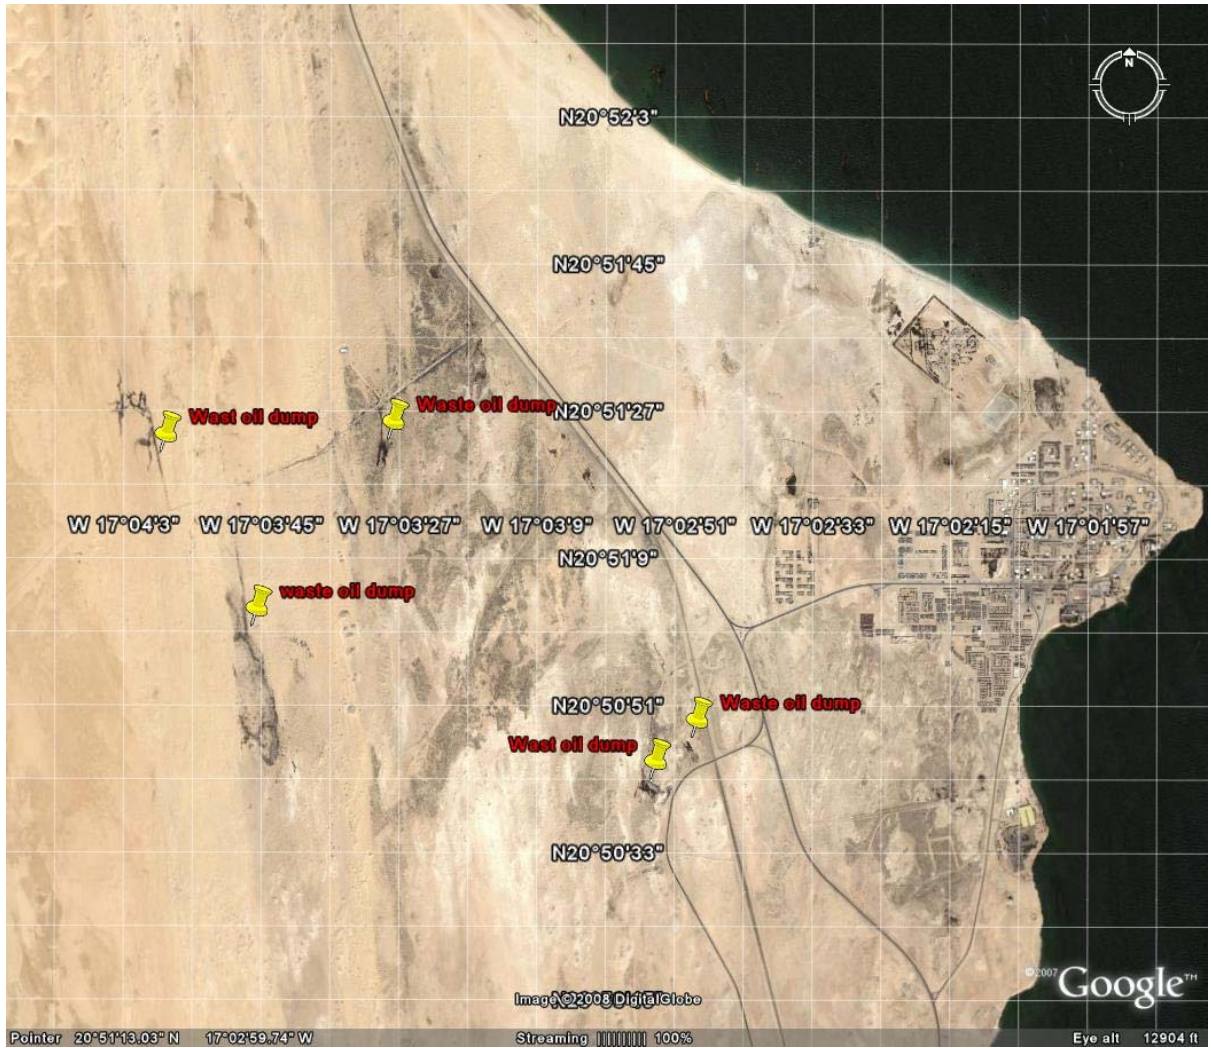 N
N20°52'3"
N20°51'45"
Waste oil dump
Wast oil dump
N20°51'27"
W 17°04'3" W 17°03'45" W 17°03'27" W 17°03'9" W 17°02'51" W 17°02'33" W 17°02'15" W 17°01'57"
N20°51'9"
waste oil dump
N20°50'51"
Waste oil dump
Wast oil dump
N20°50'33"
©2007 Google™
Image © 2008 DigitalGlobe
Pointer 20°51'13.03" N 17°02'59.74" W Streaming |||||||||| 100% Eye alt 12904 ft